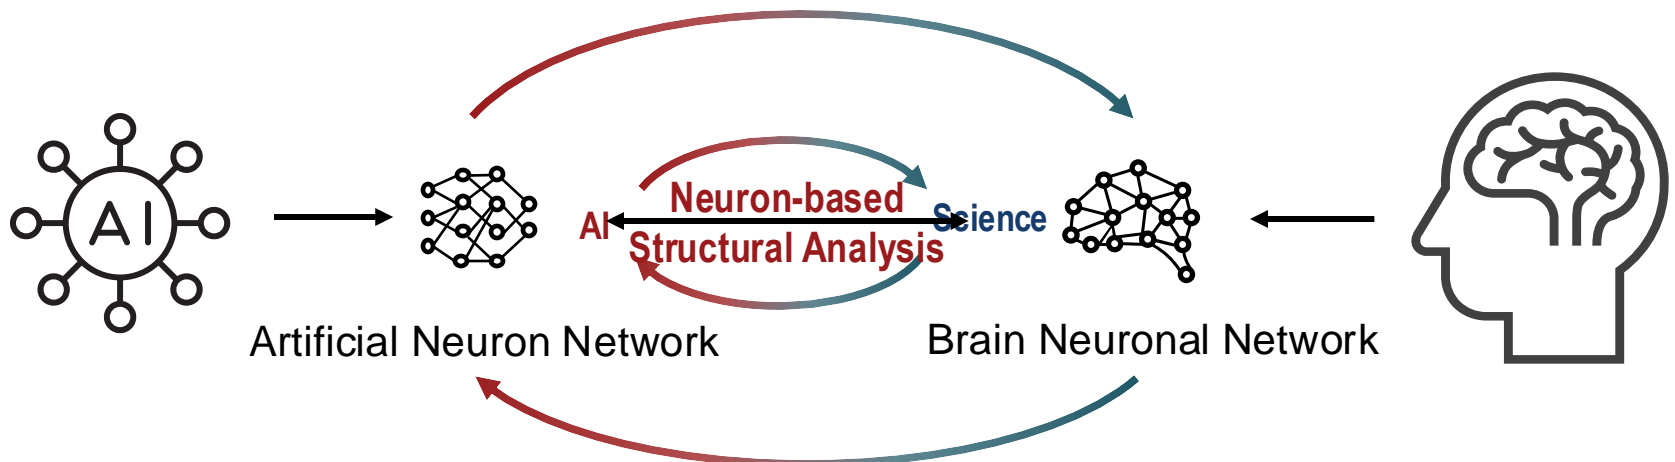 AI
AI
Neuron-based
Structural Analysis
Science
Artificial Neuron Network
Brain Neuronal Network